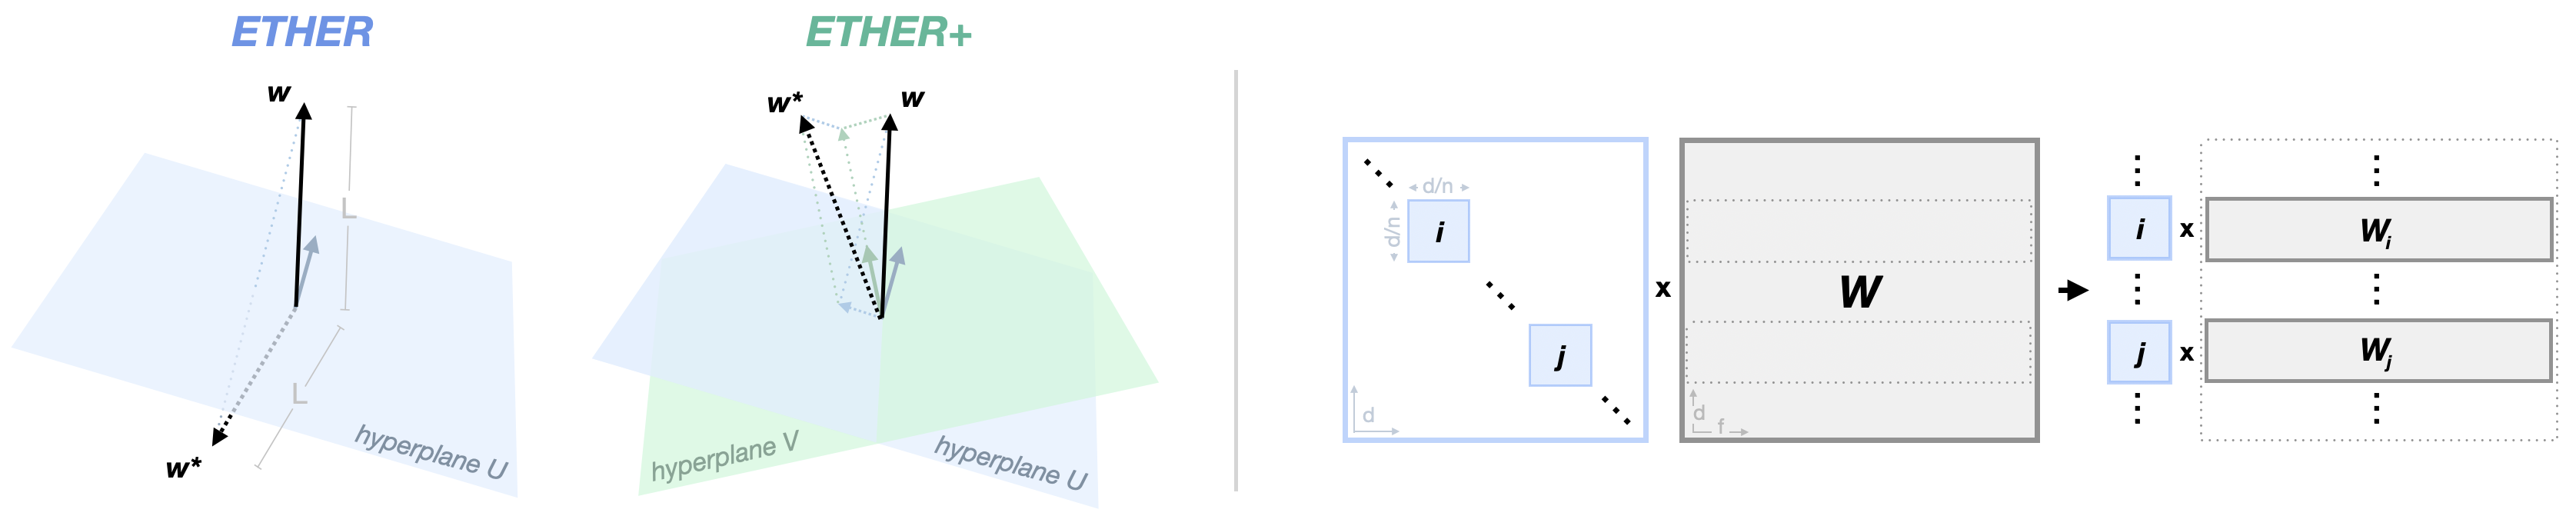 ETHER
w
L
L
w*
hyperplane U
ETHER+
w*
w
hyperplane V
hyperplane U
d/n
d/n
i
j
d
x
W
d
f
i
x
W_i
j
x
W_j